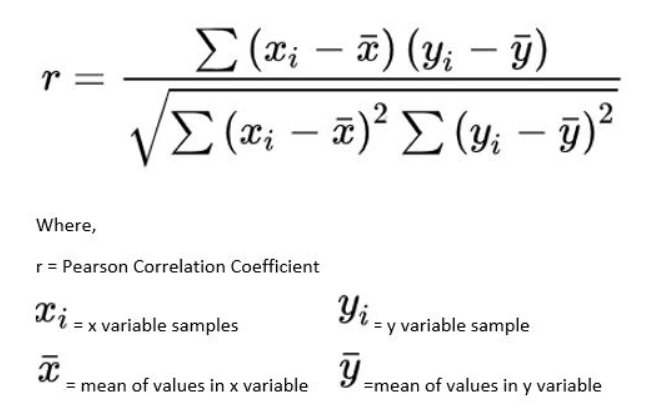 r = ∑ (xᵢ − x̄) (yᵢ − ȳ) / √∑ (xᵢ − x̄)² ∑ (yᵢ − ȳ)²
Where,
r = Pearson Correlation Coefficient
xᵢ = x variable samples yᵢ = y variable sample
x̄ = mean of values in x variable ȳ =mean of values in y variable